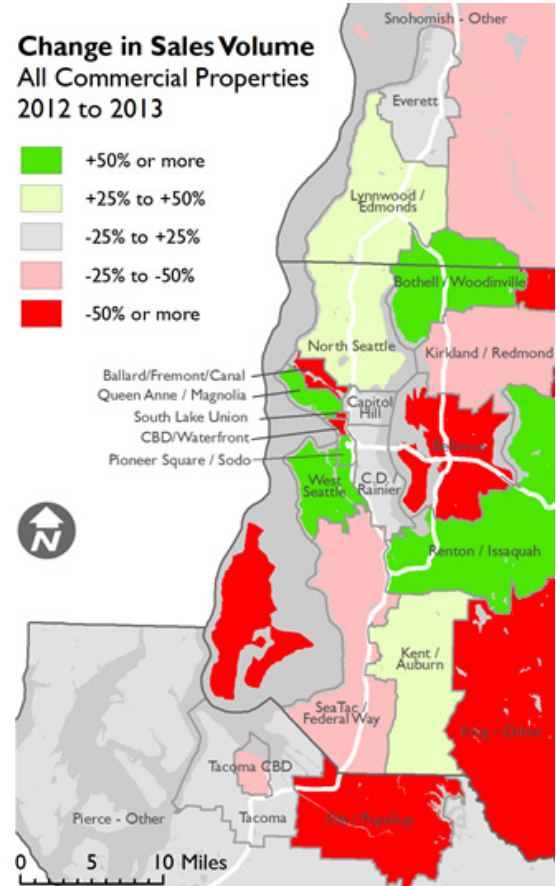 Change in Sales Volume
All Commercial Properties
2012 to 2013
+50% or more
+25% to +50%
-25% to +25%
-25% to -50%
-50% or more
Snohomish - Other
Everett
Lynnwood /
Edmonds
Bothell / Woodinville
North Seattle
Kirkland / Redmond
Ballard/Fremont/Canal
Queen Anne / Magnolia
South Lake Union
CBD/Waterfront
Pioneer Square / Sodo
Capitol
Hill
Bellevue
West
Seattle
C.D. /
Rainier
N
Renton / Issaquah
Kent /
Auburn
SeaTac /
Federal Way
King - Other
Tacoma CBD
Pierce - Other
Tacoma
Fife / Puyallup
0 5 10 Miles